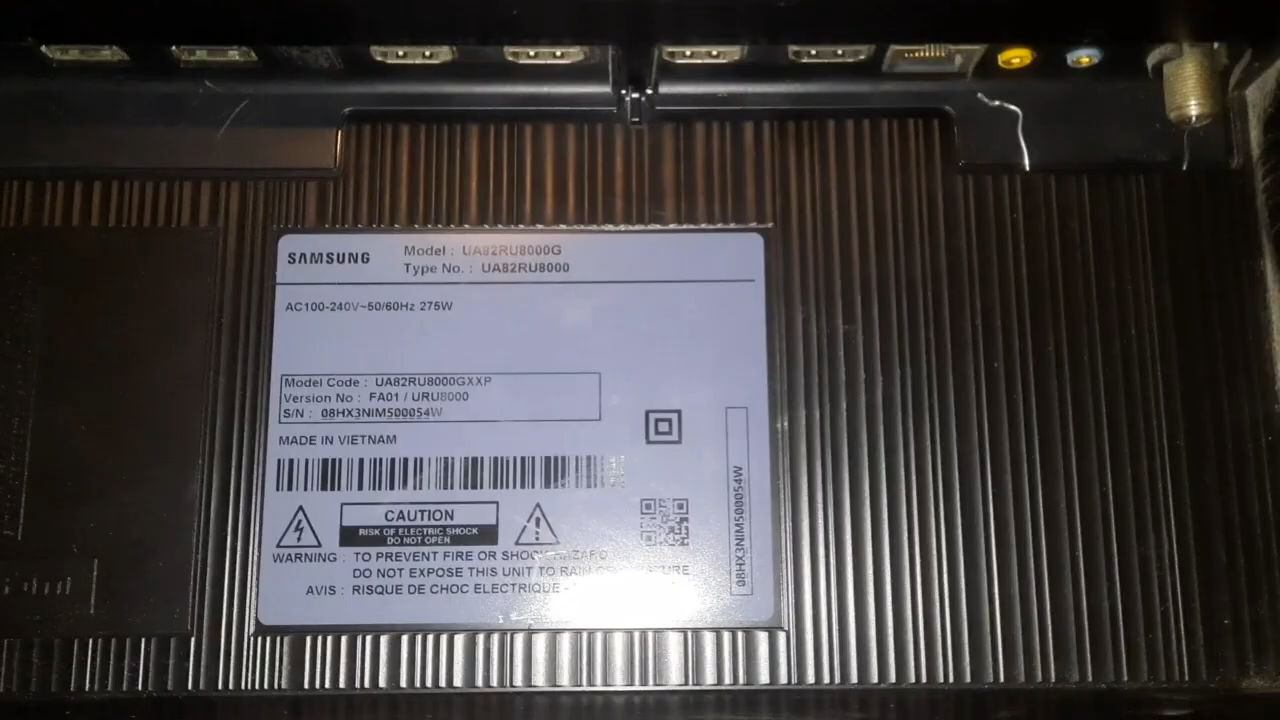 SAMSUNG
Model : UA82RU8000G
Type No. : UA82RU8000
AC100-240V~50/60Hz 275W
Model Code : UA82RU8000GXXP
Version No : FA01 / URU8000
S/N : 08HX3NIM500054W
MADE IN VIETNAM
CAUTION
RISK OF ELECTRIC SHOCK
DO NOT OPEN
WARNING : TO PREVENT FIRE OR SHOCK HAZARD
DO NOT EXPOSE THIS UNIT TO RAIN OR
AVIS : RISQUE DE CHOC ELECTRIQUE -
08HX3NIM500054W